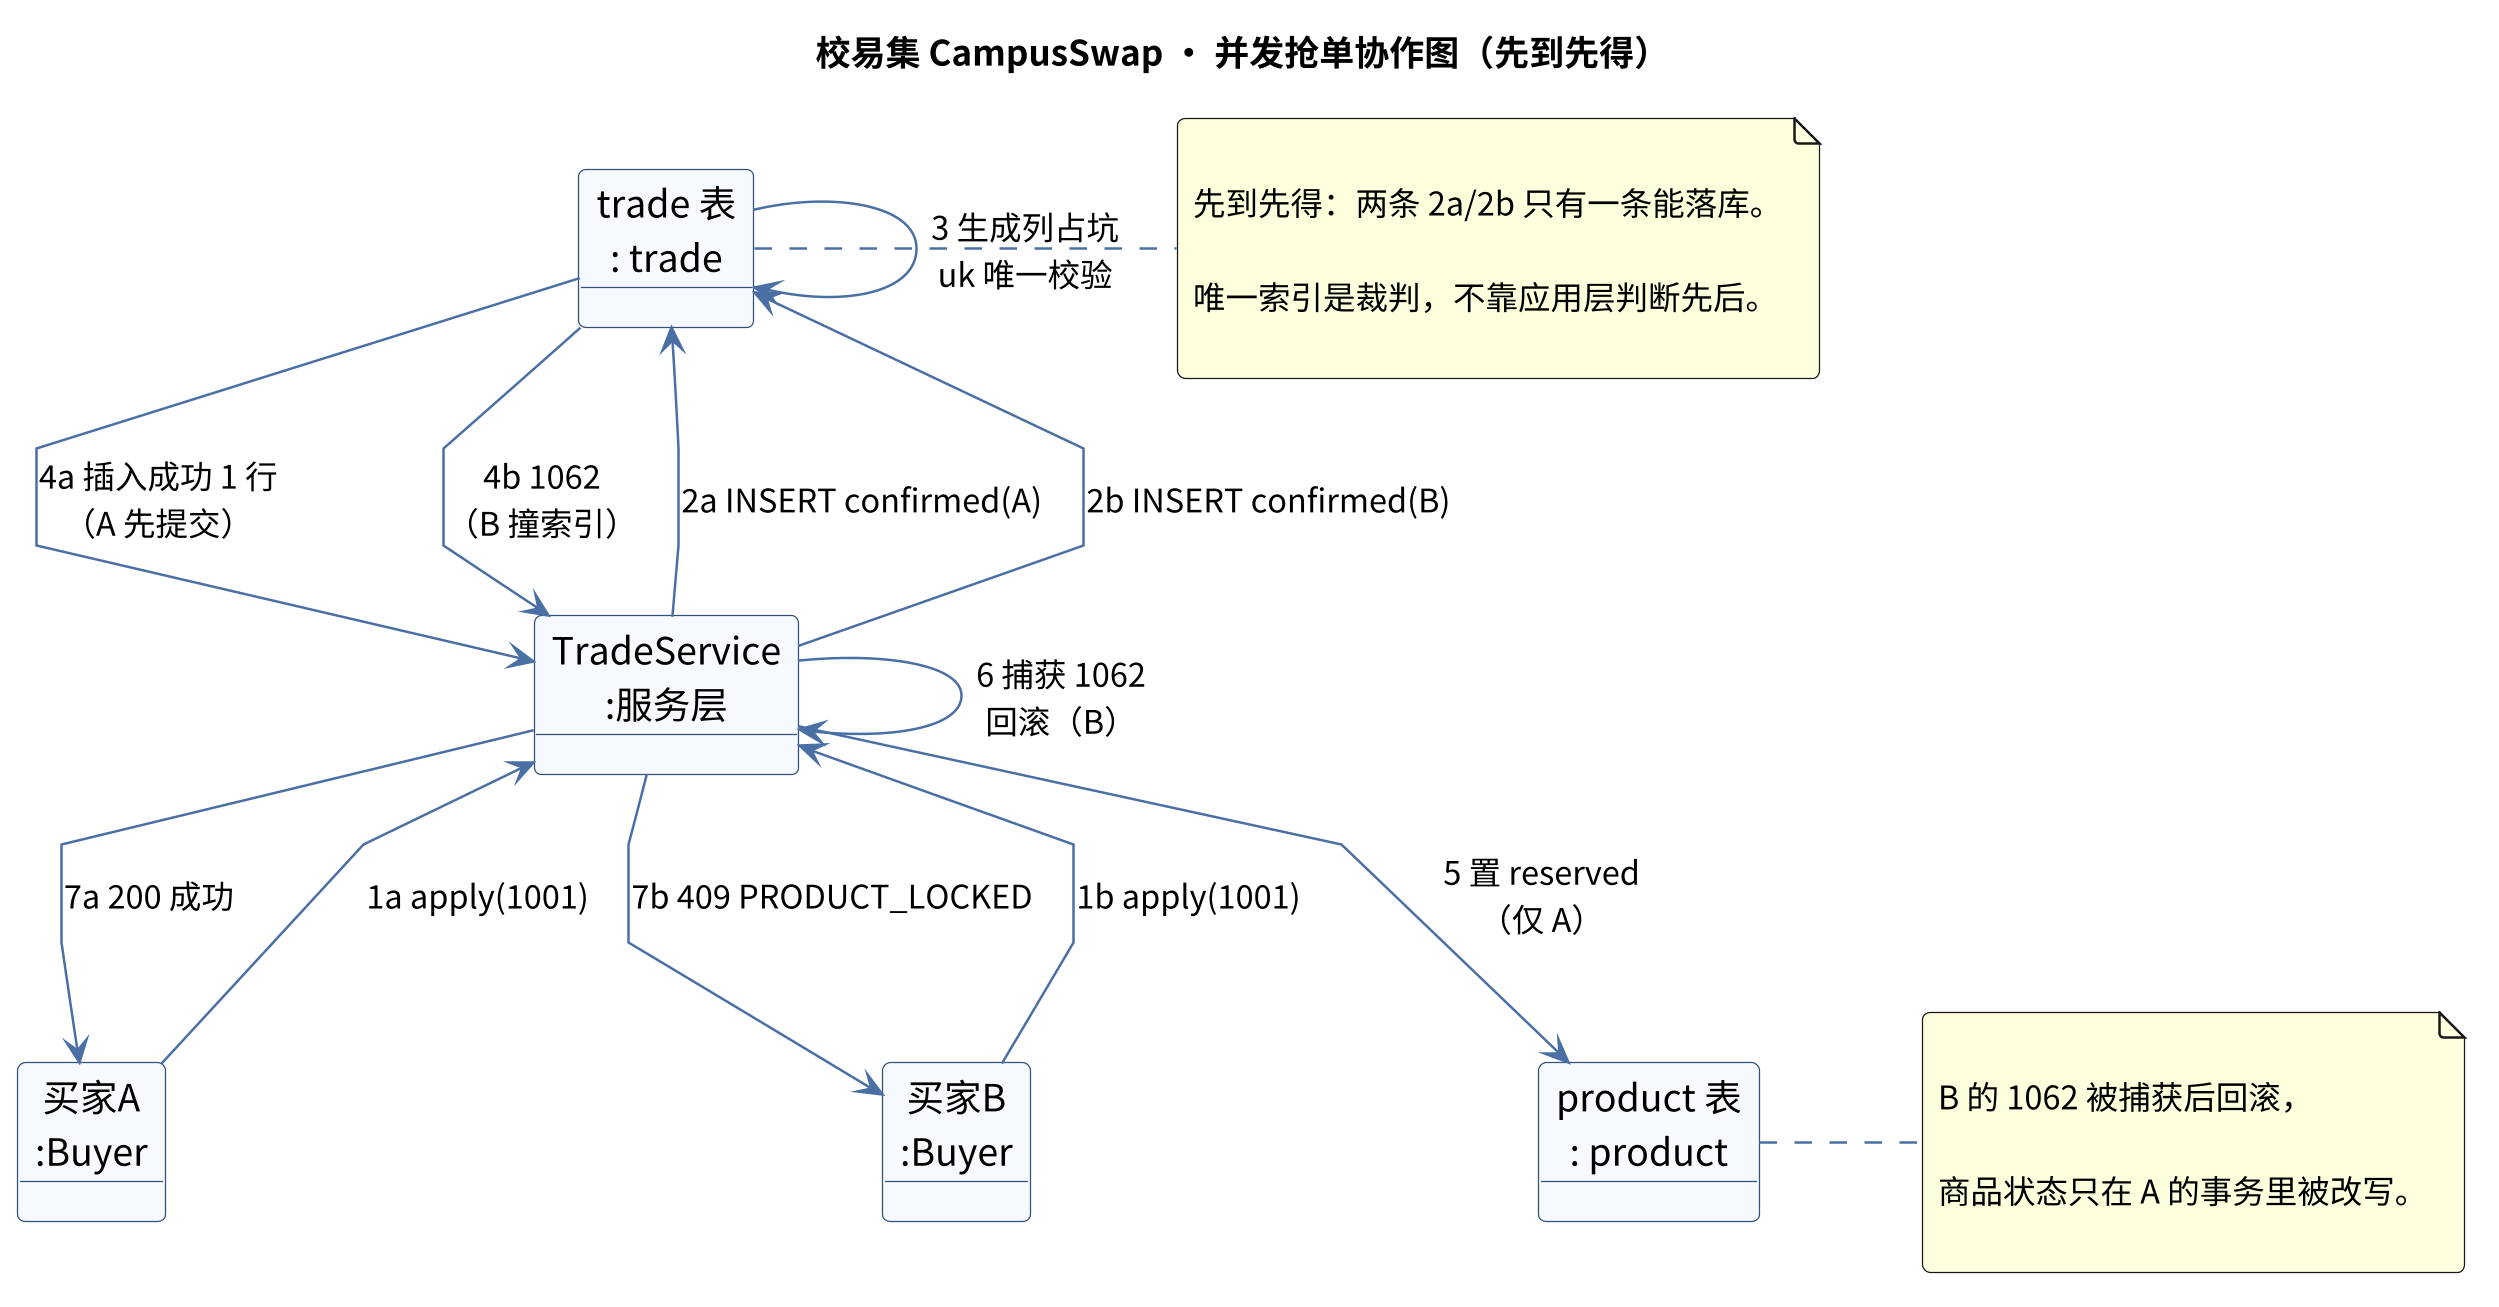 校易集 CampusSwap · 并发抢单协作图（先到先得）
trade 表
: trade
3 生成列占坑
uk 唯一校验
先到先得：两条 2a/2b 只有一条能落库。
唯一索引是裁判，不靠应用层判断先后。
4a 插入成功 1 行
（A 先提交）
4b 1062
（B 撞索引）
2a INSERT confirmed(A)
2b INSERT confirmed(B)
TradeService
:服务层
6 捕获 1062
回滚（B）
7a 200 成功
1a apply(1001)
7b 409 PRODUCT_LOCKED
1b apply(1001)
5 置 reserved
（仅 A）
买家A
:Buyer
买家B
:Buyer
product 表
: product
B 的 1062 被捕获后回滚，
商品状态只在 A 的事务里被改写。